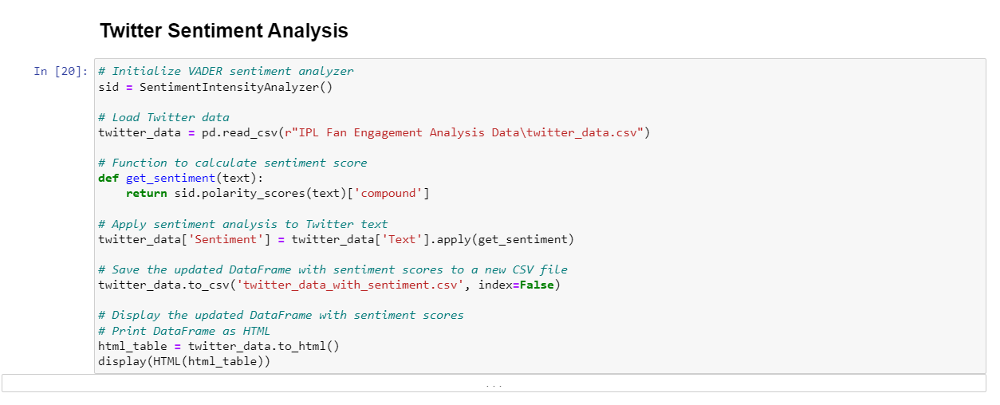 Twitter Sentiment Analysis
In [20]:
# Initialize VADER sentiment analyzer
sid = SentimentIntensityAnalyzer()
# Load Twitter data
twitter_data = pd.read_csv(r"IPL Fan Engagement Analysis Data\twitter_data.csv")
# Function to calculate sentiment score
def get_sentiment(text):
    return sid.polarity_scores(text)['compound']
# Apply sentiment analysis to Twitter text
twitter_data['Sentiment'] = twitter_data['Text'].apply(get_sentiment)
# Save the updated DataFrame with sentiment scores to a new CSV file
twitter_data.to_csv('twitter_data_with_sentiment.csv', index=False)
# Display the updated DataFrame with sentiment scores
# Print DataFrame as HTML
html_table = twitter_data.to_html()
display(HTML(html_table))
...